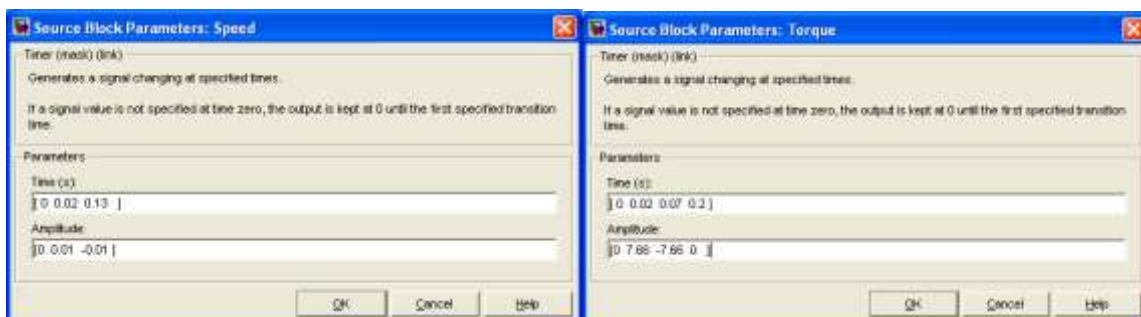 Source Block Parameters: Speed
Timer (mask) (link)
Generates a signal changing at specified times.
If a signal value is not specified at time zero, the output is kept at 0 until the first specified transition
time.
Parameters
Time (s):
[ 0 0.02 0.13 ]
Amplitude:
[0 0.01 -0.01 ]
OK Cancel Help
Source Block Parameters: Torque
Timer (mask) (link)
Generates a signal changing at specified times.
If a signal value is not specified at time zero, the output is kept at 0 until the first specified transition
time.
Parameters
Time (s):
[ 0 0.02 0.07 0.2 ]
Amplitude:
[0 7.66 -7.66 0 ]
OK Cancel Help